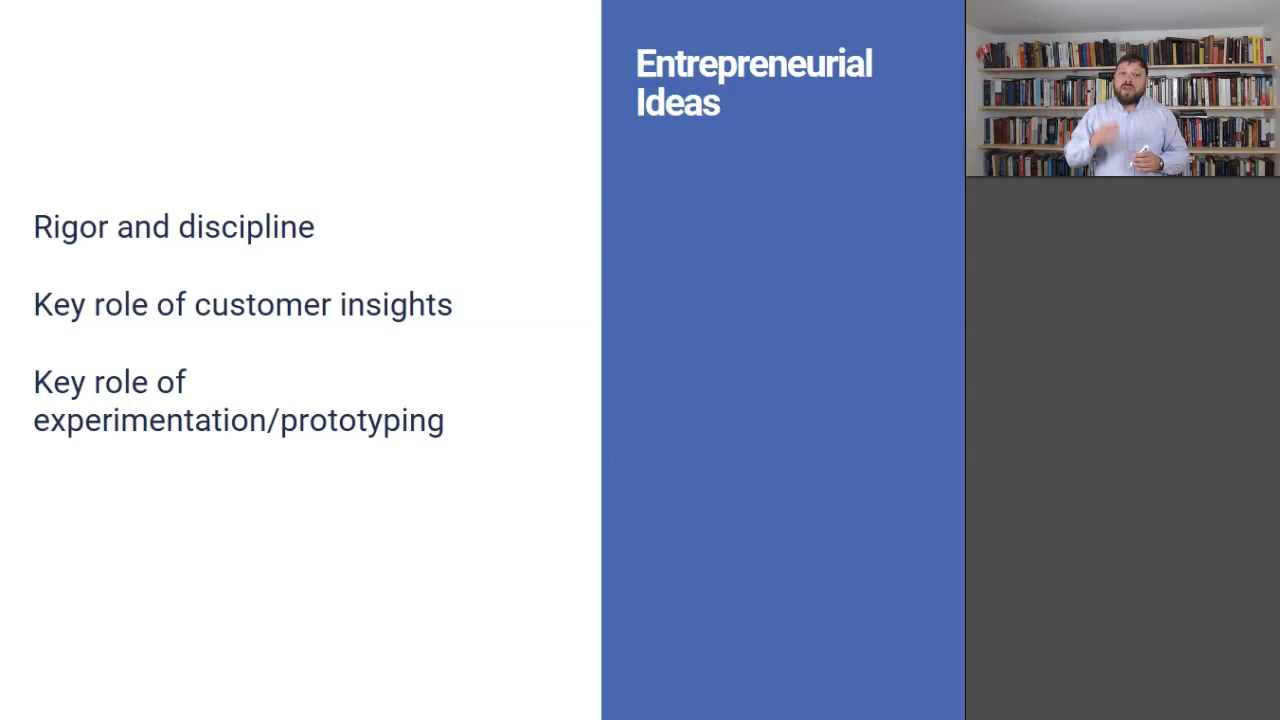 Entrepreneurial
Ideas
Rigor and discipline
Key role of customer insights
Key role of
experimentation/prototyping